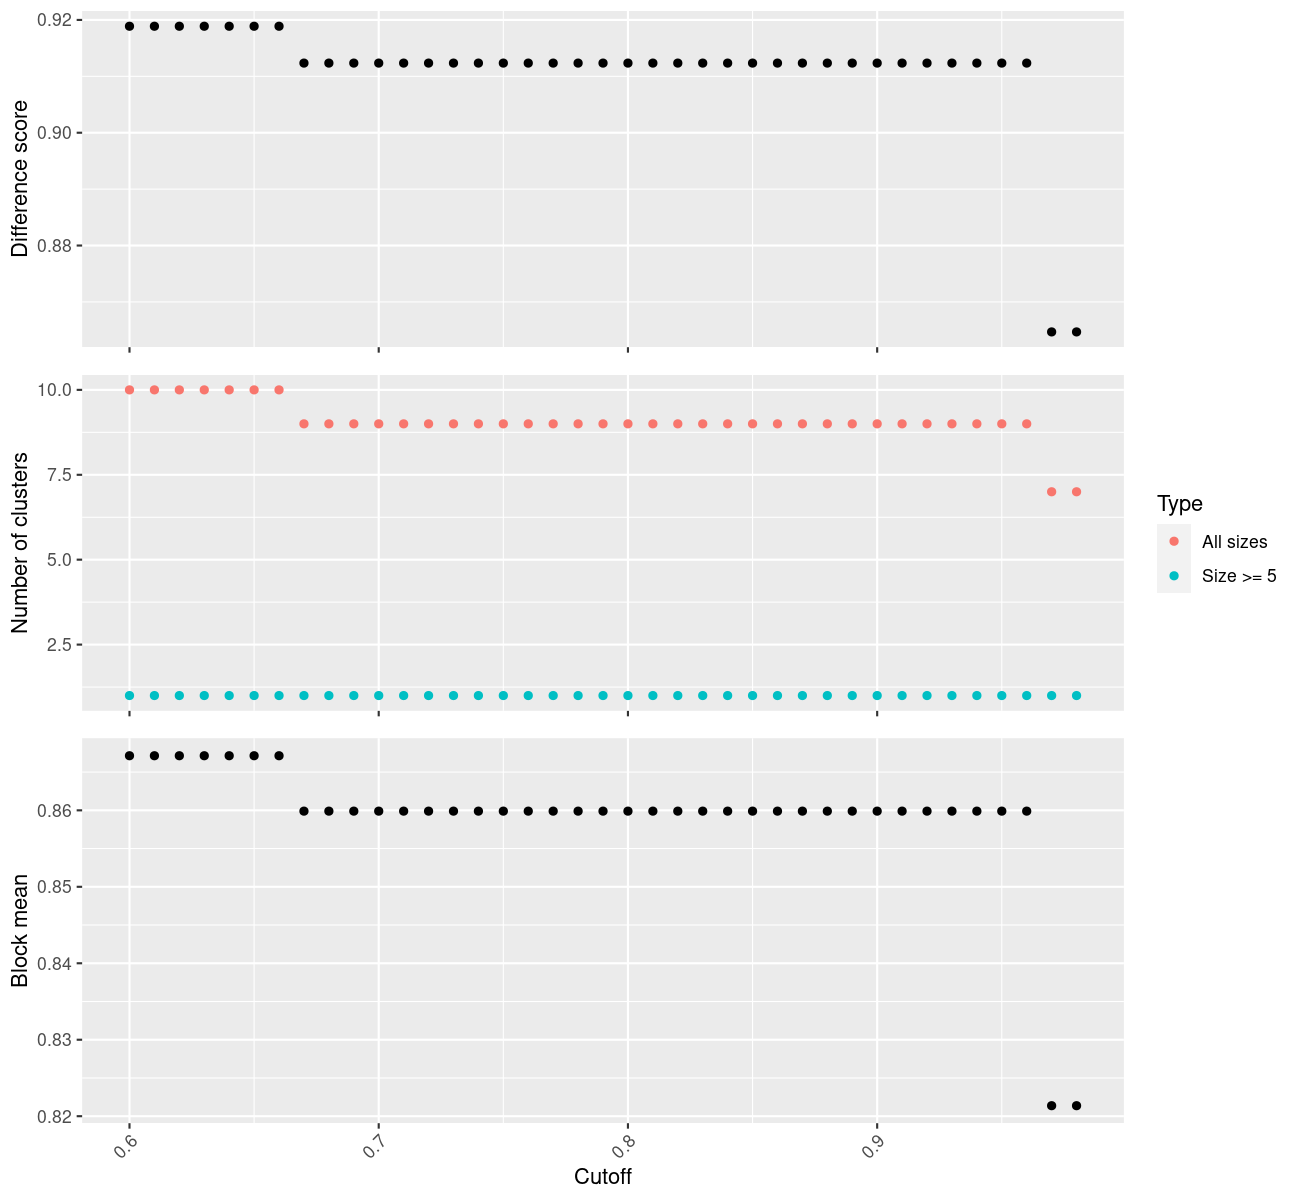 0.92
0.90
0.88
Difference score
10.0
7.5
5.0
2.5
Number of clusters
Type
All sizes
Size >= 5
0.86
0.85
0.84
0.83
0.82
Block mean
0.6
0.7
0.8
0.9
Cutoff